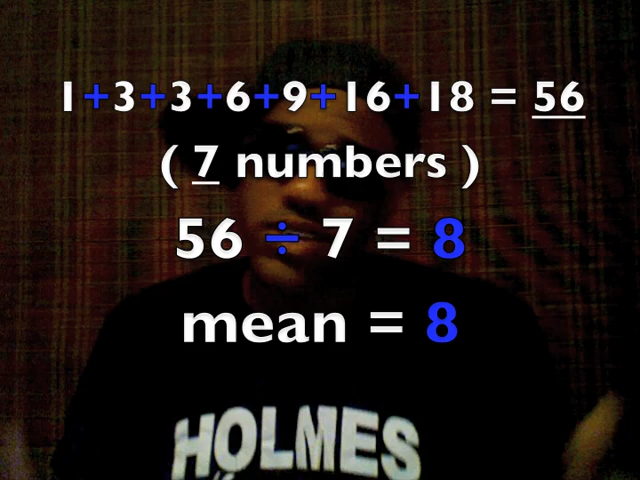 1+3+3+6+9+16+18 = 56
( 7 numbers )
56 ÷ 7 = 8
mean = 8
HOLMES